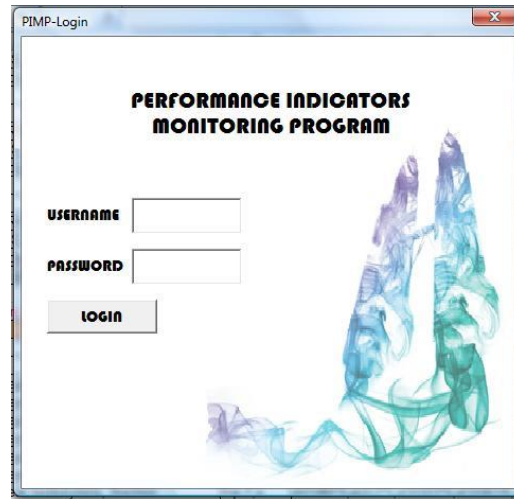 PIMP-Login
PERFORMANCE INDICATORS
MONITORING PROGRAM
USERNAME
PASSWORD
LOGIN